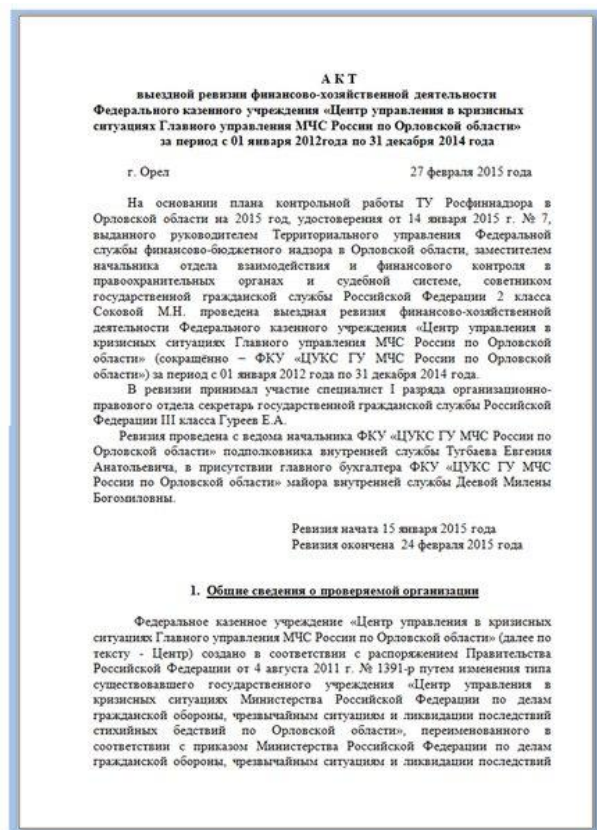 А К Т
выездной ревизии финансово-хозяйственной деятельности
Федерального казенного учреждения «Центр управления в кризисных
ситуациях Главного управления МЧС России по Орловской области»
за период с 01 января 2012года по 31 декабря 2014 года
г. Орел 27 февраля 2015 года
На основании плана контрольной работы ТУ Росфиннадзора в
Орловской области на 2015 год, удостоверения от 14 января 2015 г. № 7,
выданного руководителем Территориального управления Федеральной
службы финансово-бюджетного надзора в Орловской области, заместителем
начальника отдела взаимодействия и финансового контроля в
правоохранительных органах и судебной системе, советником
государственной гражданской службы Российской Федерации 2 класса
Соковой М.Н. проведена выездная ревизия финансово-хозяйственной
деятельности Федерального казенного учреждения «Центр управления в
кризисных ситуациях Главного управления МЧС России по Орловской
области» (сокращённо – ФКУ «ЦУКС ГУ МЧС России по Орловской
области») за период с 01 января 2012 года по 31 декабря 2014 года.
В ревизии принимал участие специалист I разряда организационно-
правового отдела секретарь государственной гражданской службы Российской
Федерации III класса Гуреев Е.А.
Ревизия проведена с ведома начальника ФКУ «ЦУКС ГУ МЧС России по
Орловской области» подполковника внутренней службы Тугбаева Евгения
Анатольевича, в присутствии главного бухгалтера ФКУ «ЦУКС ГУ МЧС
России по Орловской области» майора внутренней службы Деевой Милены
Богомиловны.
Ревизия начата 15 января 2015 года
Ревизия окончена 24 февраля 2015 года
1. Общие сведения о проверяемой организации
Федеральное казенное учреждение «Центр управления в кризисных
ситуациях Главного управления МЧС России по Орловской области» (далее по
тексту - Центр) создано в соответствии с распоряжением Правительства
Российской Федерации от 4 августа 2011 г. № 1391-р путем изменения типа
существовавшего государственного учреждения «Центр управления в
кризисных ситуациях Министерства Российской Федерации по делам
гражданской обороны, чрезвычайным ситуациям и ликвидации последствий
стихийных бедствий по Орловской области», переименованного в
соответствии с приказом Министерства Российской Федерации по делам
гражданской обороны, чрезвычайным ситуациям и ликвидации последствий